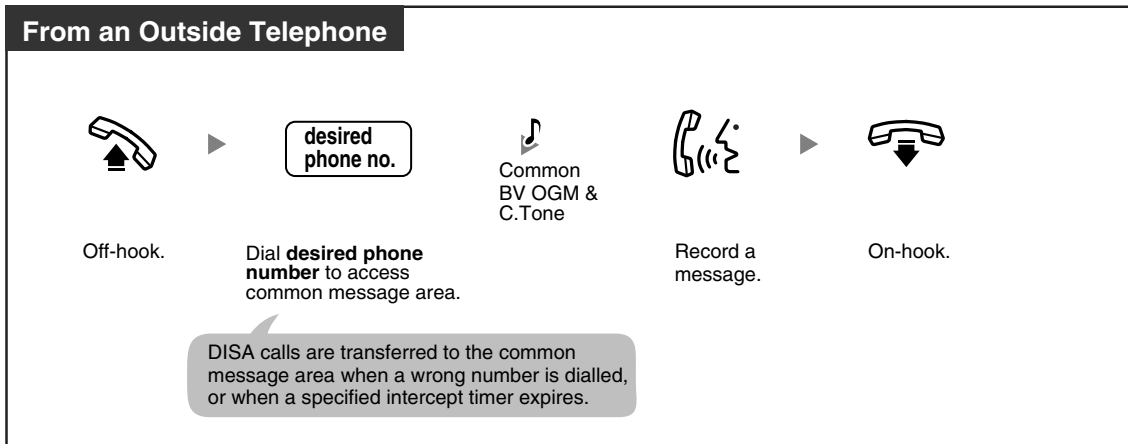 From an Outside Telephone
desired
phone no.
Common
BV OGM &
C.Tone
Off-hook.
Dial desired phone
number to access
common message area.
Record a
message.
On-hook.
DISA calls are transferred to the common
message area when a wrong number is dialled,
or when a specified intercept timer expires.